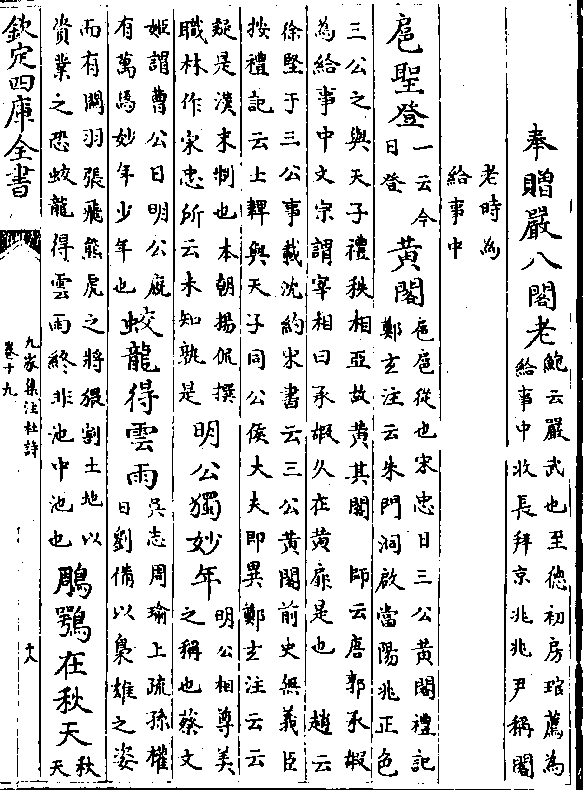 奉贈嚴八閣老
鮑云嚴武也至德初房琯薦為
給事中收長拜京兆兆尹稱閣
老時為
給事中
扈聖登
一云今
日登
黃閣
扈扈從也宋忠曰三公黃閣禮記
鄭玄注云朱門洞啟當陽兆正色
三公之與天子禮秩相亞故黃其閣 師云唐郭承嘏
為給事中文宗謂宰相曰承嘏久在黃扉是也 趙云
徐堅于三公事載沈約宋書云三公黃閣前史無義臣
按禮記云士韠與天子同公侯大夫即異鄭玄注云云
疑是漢末制也本朝楊侃撰
職林作宋忠所云未知孰是
明公獨妙年
明公相尊美
之稱也蔡文
姬謂曹公曰明公廐
有萬馬妙年少年也
蛟龍得雲雨
吳志周瑜上疏孫權
曰劉備以梟雄之姿
而有關羽張飛熊虎之將猥割土地以
資業之恐蛟龍得雲雨終非池中池也
鵰鶚在秋天
秋
天
欽定四庫全書
九家集注杜詩
卷十九
十八